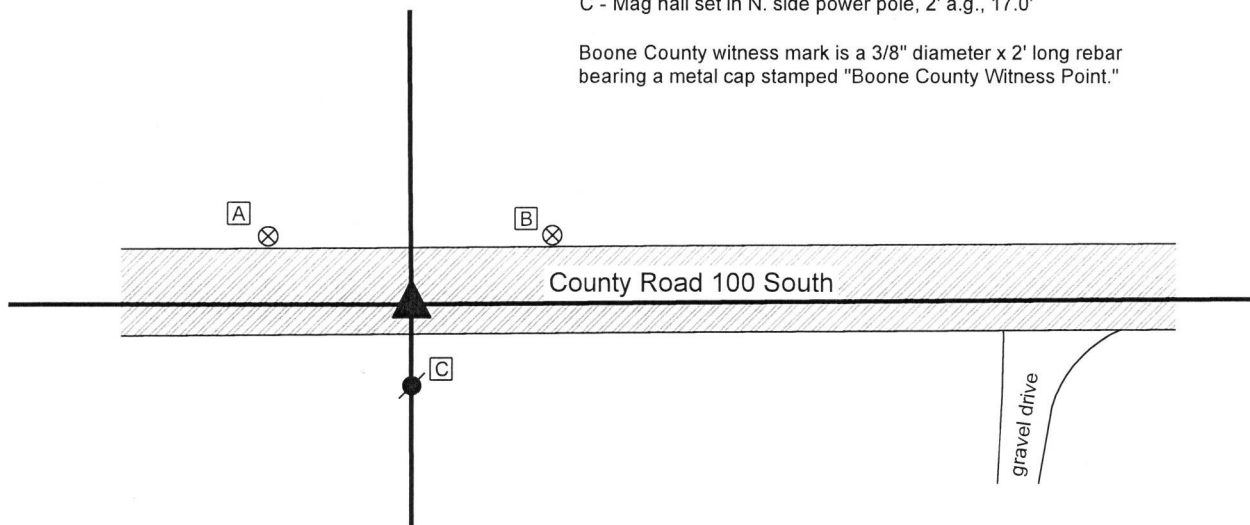 C - Mag nail set in N. side power pole, 2' a.g., 17.0'
Boone County witness mark is a 3/8" diameter x 2' long rebar
bearing a metal cap stamped "Boone County Witness Point."
A
B
County Road 100 South
C
gravel drive